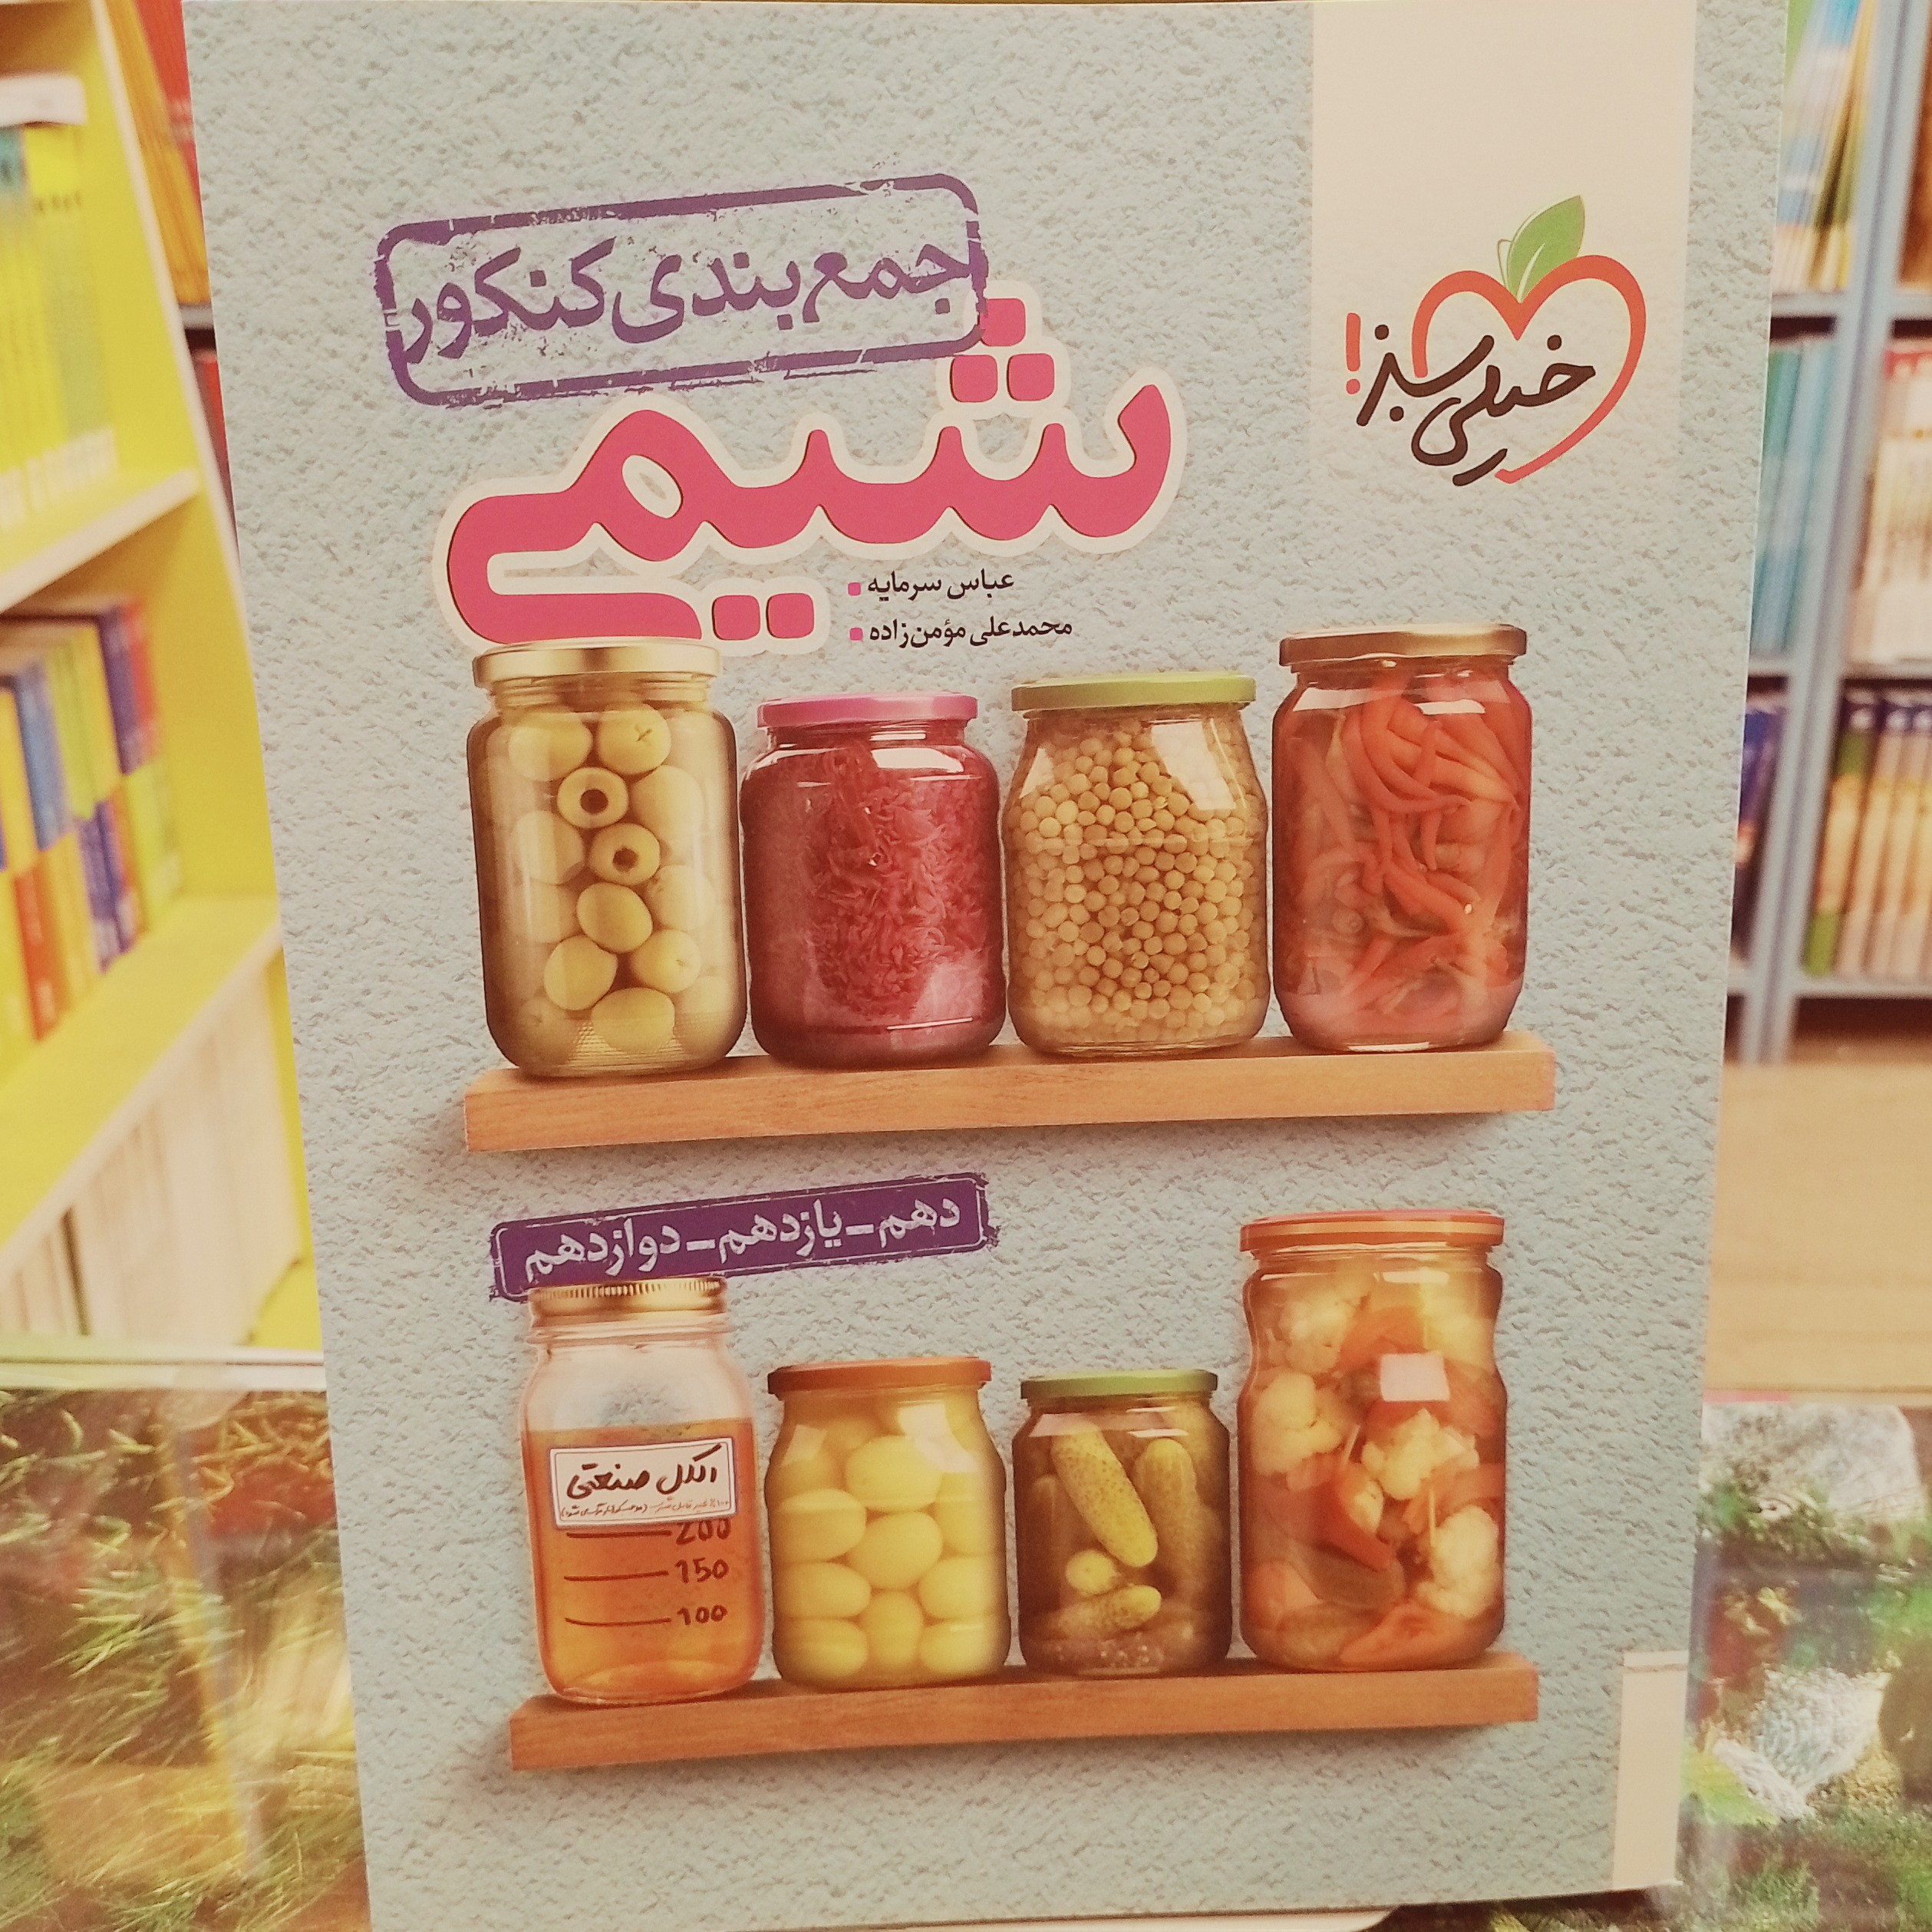 خیلی سبز!
جمع‌بندی کنکور
شیمی
عباس سرمایه
محمدعلی مؤمن‌زاده
دهم-یازدهم-دوازدهم
الکل صنعتی
200
150
100